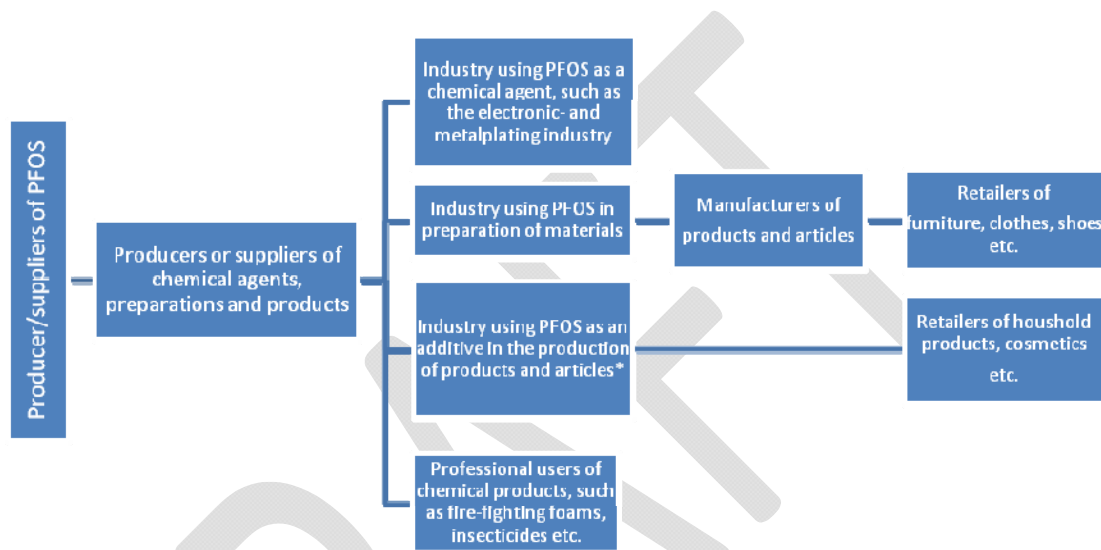 Producer/suppliers of PFOS
Producers or suppliers of
chemical agents,
preparations and products
Industry using PFOS as a
chemical agent, such as
the electronic- and
metalplating industry
Industry using PFOS in
preparation of materials
Manufacturers of
products and articles
Retailers of
furniture, clothes, shoes
etc.
Industry using PFOS as an
additive in the production
of products and articles*
Retailers of houshold
products, cosmetics
etc.
Professional users of
chemical products, such
as fire-fighting foams,
insecticides etc.